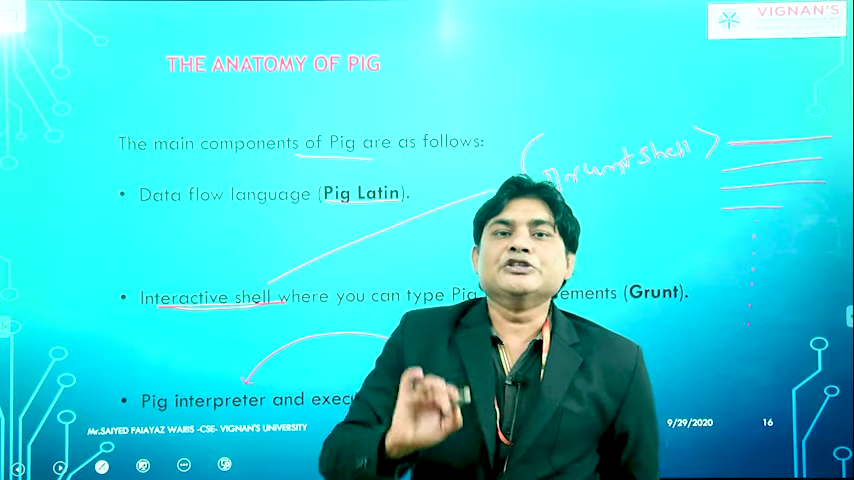 VIGNAN'S
THE ANATOMY OF PIG
The main components of Pig are as follows:
shell >
• Data flow language (Pig Latin).
• Interactive shell where you can type Pig ements (Grunt).
• Pig interpreter and exec
Mr.SAIYED FAIAYAZ WARIS -CSE- VIGNAN'S UNIVERSITY
9/29/2020
16